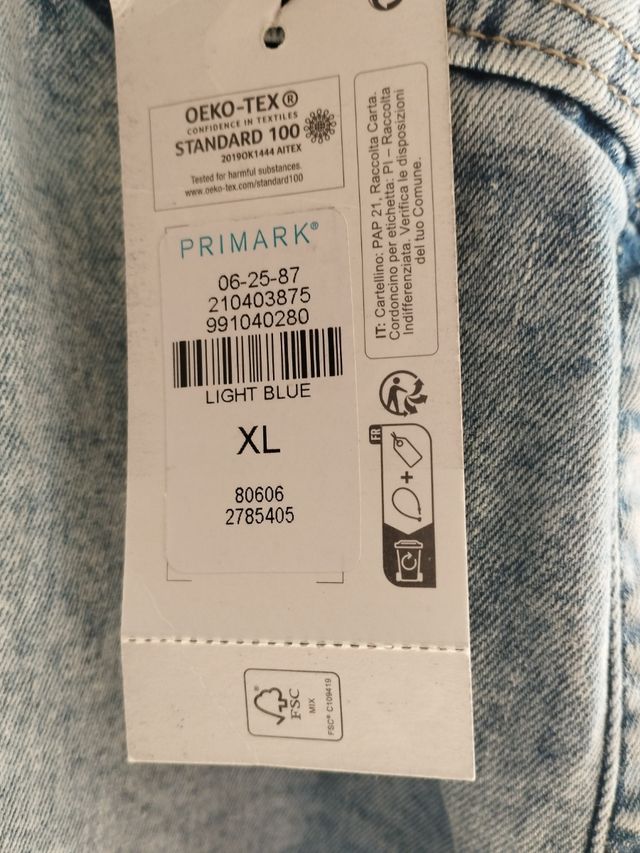 OEKO-TEX®
CONFIDENCE IN TEXTILES
STANDARD 100
2019OK1444 AITEX
Tested for harmful substances.
www.oeko-tex.com/standard100
PRIMARK®
06-25-87
210403875
991040280
LIGHT BLUE
XL
80606
2785405
IT: Cartellino: PAP 21, Raccolta Carta.
Cordoncino per etichetta: PI – Raccolta
Indifferenziata. Verifica le disposizioni
del tuo Comune.
FR
FSC
MIX
FSC® C109419